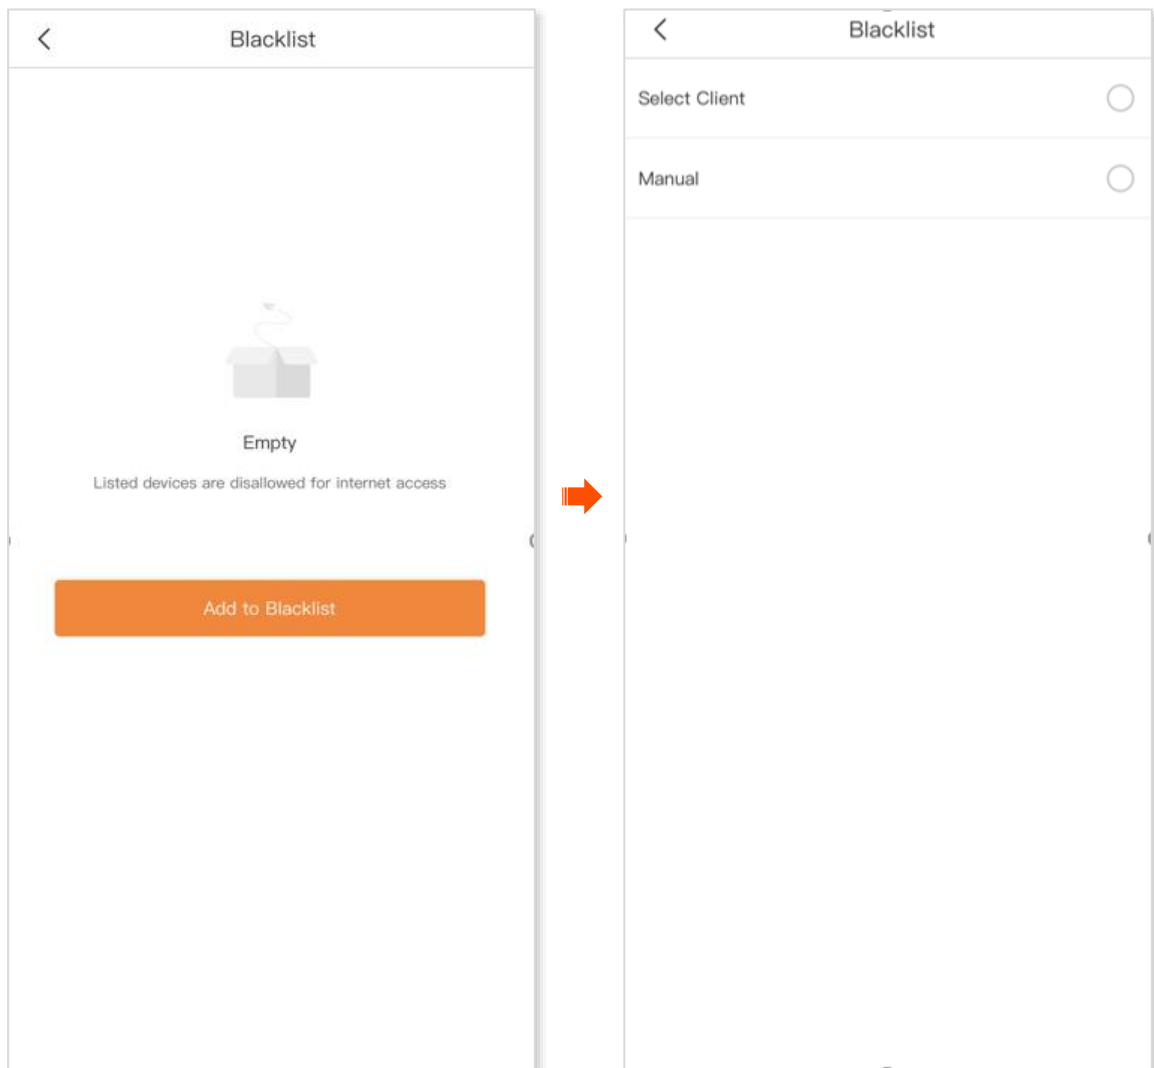 Blacklist
Empty
Listed devices are disallowed for internet access
Add to Blacklist
Blacklist
Select Client
Manual